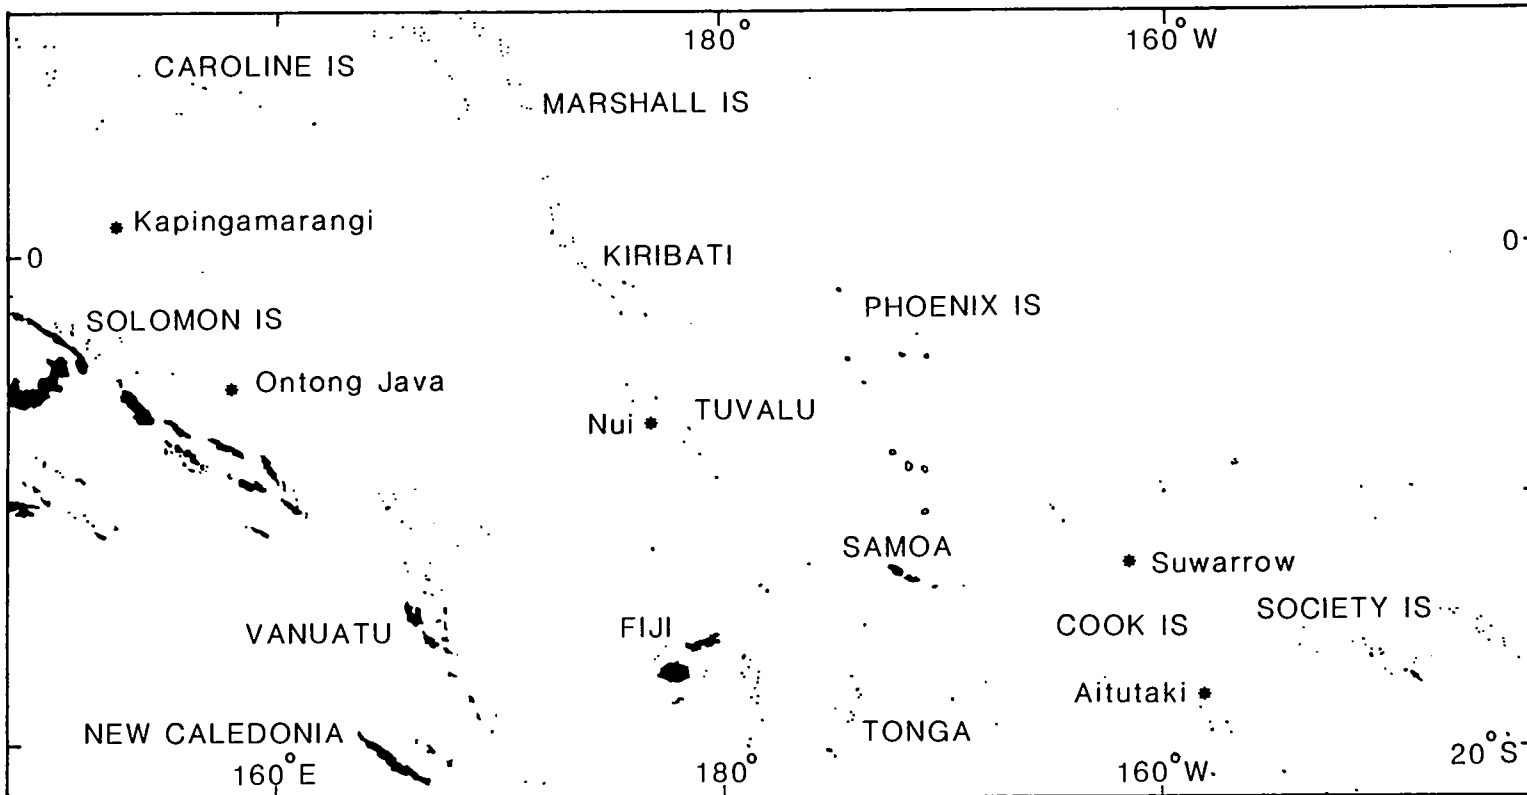 180°
160°W
CAROLINE IS
MARSHALL IS
Kapingamarangi
0
KIRIBATI
0
PHOENIX IS
SOLOMON IS
Ontong Java
Nui
TUVALU
SAMOA
Suwarrow
VANUATU
FIJI
COOK IS
SOCIETY IS
Aitutaki
NEW CALEDONIA
TONGA
160°E
180°
160°W
20°S